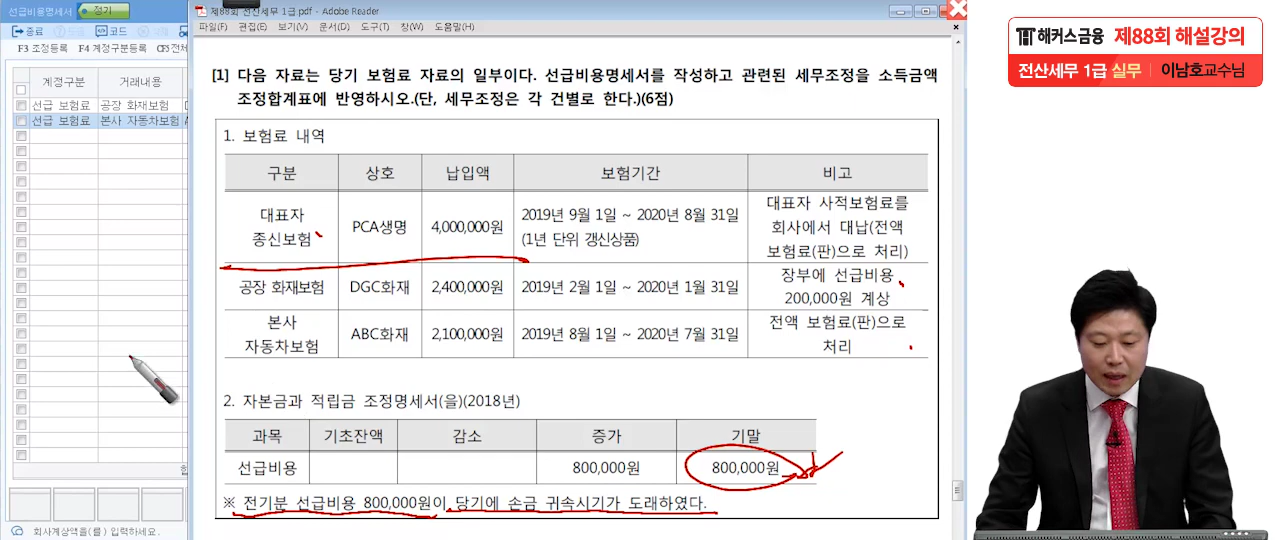 선급비용명세서
정기
종료
도움
코드
삭제
F3 조정등록 F4 계정구분등록 CF5전체
계정구분 거래내용
선급 보험료 공장 화재보험
선급 보험료 본사 자동차보험
회사계상액을(를) 입력하세요.
제88회 전산세무 1급.pdf - Adobe Reader
파일(F) 편집(E) 보기(V) 문서(D) 도구(T) 창(W) 도움말(H)
[1] 다음 자료는 당기 보험료 자료의 일부이다. 선급비용명세서를 작성하고 관련된 세무조정을 소득금액
조정합계표에 반영하시오.(단, 세무조정은 각 건별로 한다.)(6점)
1. 보험료 내역
구분 상호 납입액 보험기간 비고
대표자
종신보험
PCA생명
4,000,000원
2019년 9월 1일 ~ 2020년 8월 31일
(1년 단위 갱신상품)
대표자 사적보험료를
회사에서 대납(전액
보험료(판)으로 처리)
공장 화재보험 DGC화재 2,400,000원 2019년 2월 1일 ~ 2020년 1월 31일
장부에 선급비용
200,000원 계상
본사
자동차보험
ABC화재 2,100,000원 2019년 8월 1일 ~ 2020년 7월 31일
전액 보험료(판)으로
처리
2. 자본금과 적립금 조정명세서(을)(2018년)
과목 기초잔액 감소 증가 기말
선급비용 800,000원 800,000원
※ 전기분 선급비용 800,000원이 당기에 손금 귀속시기가 도래하였다.
해커스금융 제88회 해설강의
전산세무 1급 실무 이남호교수님